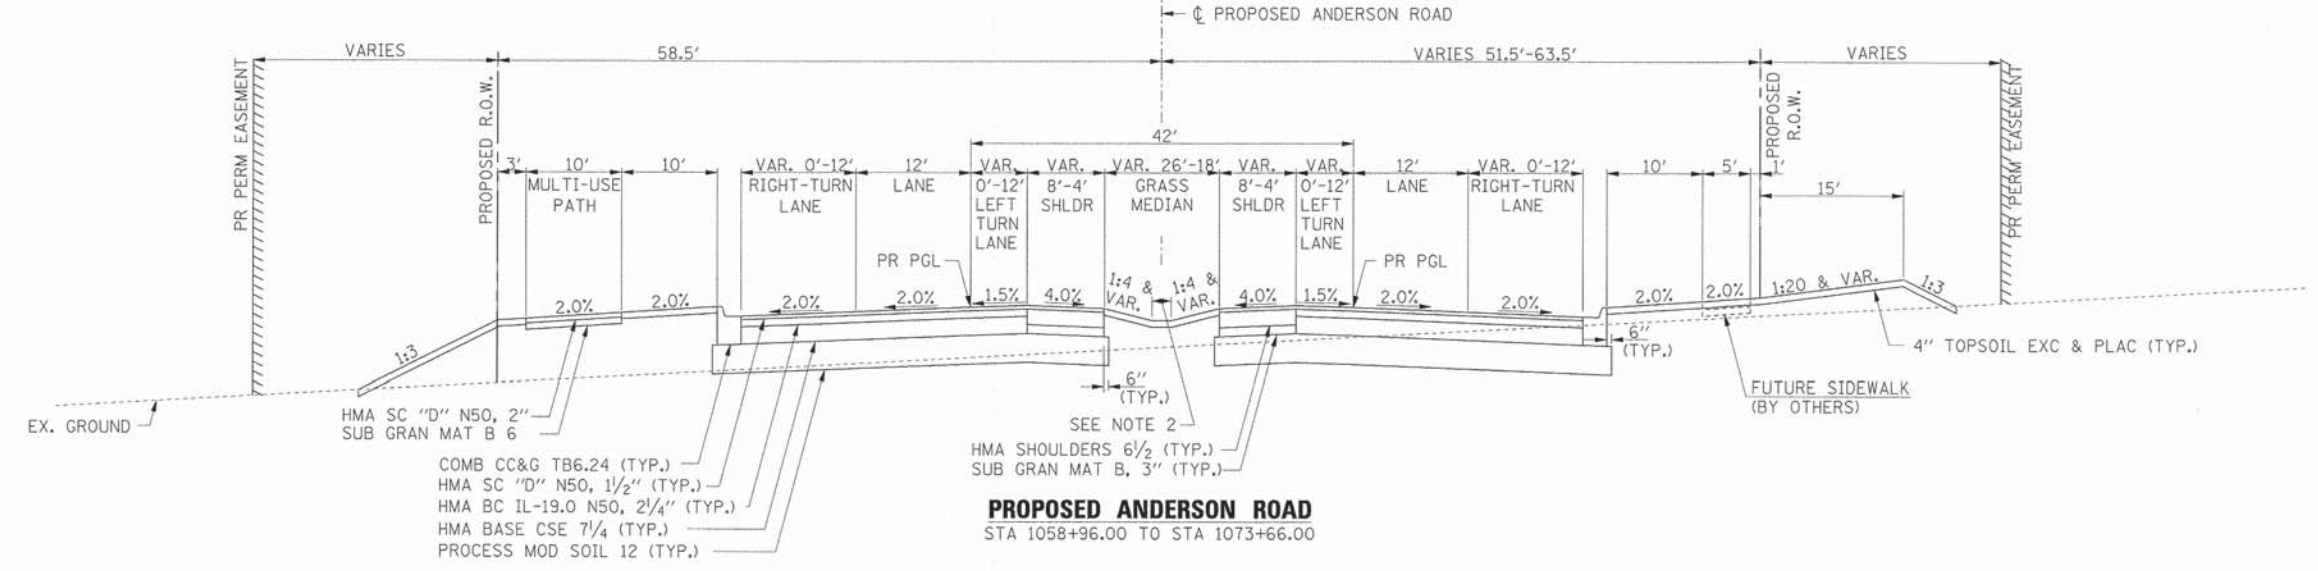 ℄ PROPOSED ANDERSON ROAD
VARIES
58.5'
VARIES 51.5'-63.5'
VARIES
PR PERM EASEMENT
PROPOSED R.O.W.
PROPOSED
R.O.W.
PR PERM EASEMENT
42'
3'
10'
MULTI-USE
PATH
10'
VAR. 0'-12'
RIGHT-TURN
LANE
12'
LANE
VAR.
0'-12'
LEFT
TURN
LANE
VAR.
8'-4'
SHLDR
VAR. 26'-18'
GRASS
MEDIAN
VAR.
8'-4'
SHLDR
VAR.
0'-12'
LEFT
TURN
LANE
12'
LANE
VAR. 0'-12'
RIGHT-TURN
LANE
10'
5'
1'
15'
PR PGL
PR PGL
1:3
2.0%
2.0%
2.0%
2.0%
1.5%
4.0%
1:4 &
VAR.
1:4 &
VAR.
4.0%
1.5%
2.0%
2.0%
2.0%
2.0%
1:20 & VAR.
1:3
6"
(TYP.)
6"
(TYP.)
4" TOPSOIL EXC & PLAC (TYP.)
FUTURE SIDEWALK
(BY OTHERS)
EX. GROUND
HMA SC "D" N50, 2"
SUB GRAN MAT B 6
SEE NOTE 2
HMA SHOULDERS 6½ (TYP.)
SUB GRAN MAT B, 3" (TYP.)
COMB CC&G TB6.24 (TYP.)
HMA SC "D" N50, 1½" (TYP.)
HMA BC IL-19.0 N50, 2¼" (TYP.)
HMA BASE CSE 7¼ (TYP.)
PROCESS MOD SOIL 12 (TYP.)
PROPOSED ANDERSON ROAD
STA 1058+96.00 TO STA 1073+66.00